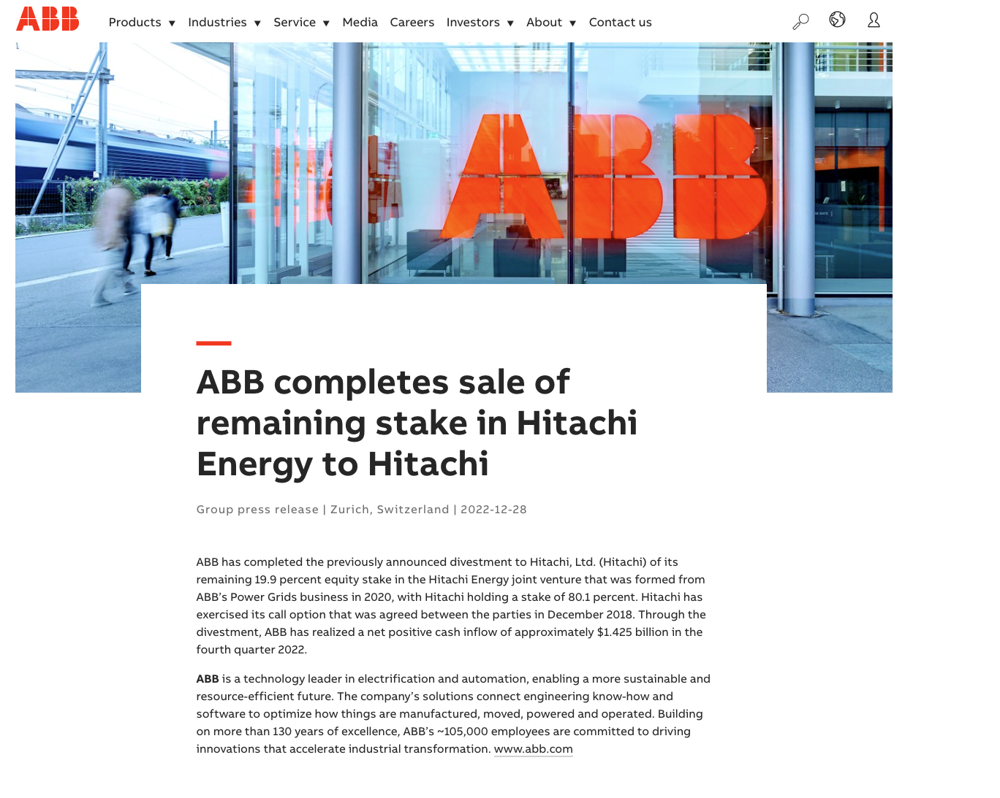 ABB
Products ▼ Industries ▼ Service ▼ Media Careers Investors ▼ About ▼ Contact us
ABB
ABB completes sale of
remaining stake in Hitachi
Energy to Hitachi
Group press release | Zurich, Switzerland | 2022-12-28
ABB has completed the previously announced divestment to Hitachi, Ltd. (Hitachi) of its
remaining 19.9 percent equity stake in the Hitachi Energy joint venture that was formed from
ABB’s Power Grids business in 2020, with Hitachi holding a stake of 80.1 percent. Hitachi has
exercised its call option that was agreed between the parties in December 2018. Through the
divestment, ABB has realized a net positive cash inflow of approximately $1.425 billion in the
fourth quarter 2022.
ABB is a technology leader in electrification and automation, enabling a more sustainable and
resource-efficient future. The company’s solutions connect engineering know-how and
software to optimize how things are manufactured, moved, powered and operated. Building
on more than 130 years of excellence, ABB’s ~105,000 employees are committed to driving
innovations that accelerate industrial transformation. www.abb.com